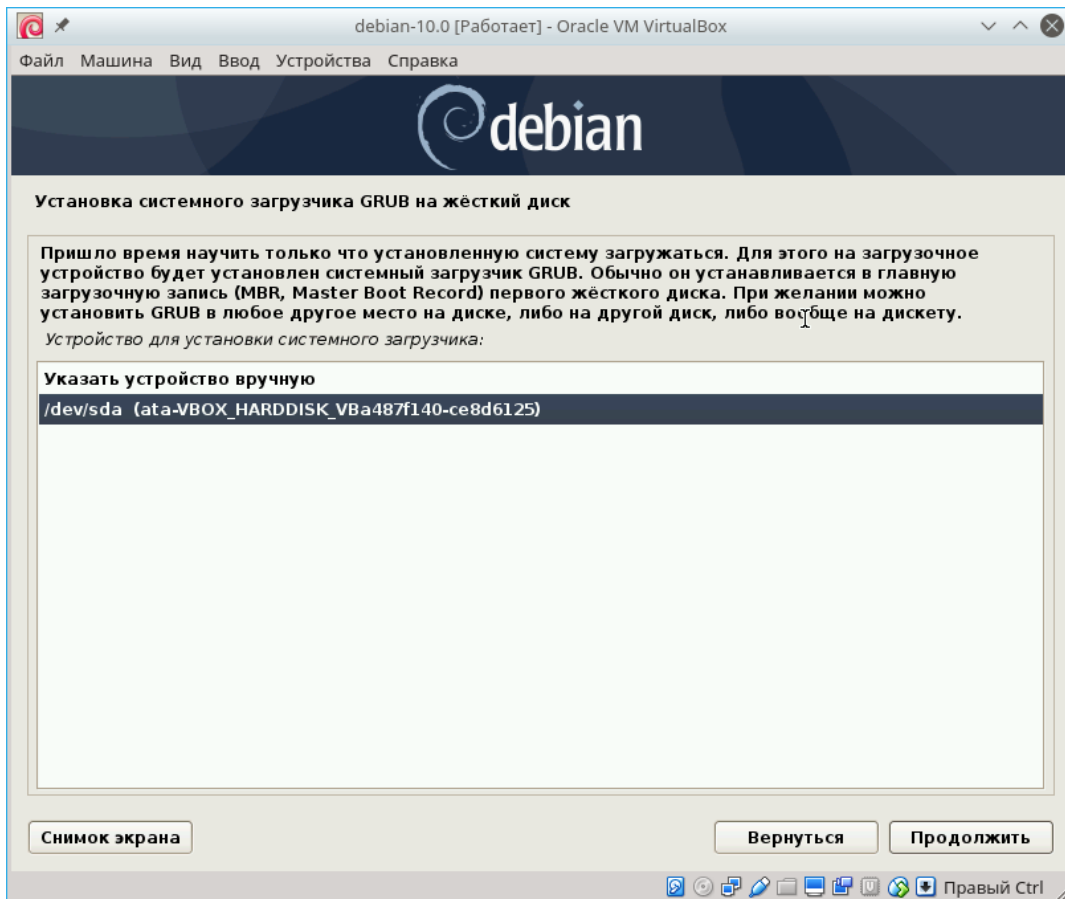 debian-10.0 [Работает] - Oracle VM VirtualBox
Файл Машина Вид Ввод Устройства Справка
debian
Установка системного загрузчика GRUB на жёсткий диск
Пришло время научить только что установленную систему загружаться. Для этого на загрузочное
устройство будет установлен системный загрузчик GRUB. Обычно он устанавливается в главную
загрузочную запись (MBR, Master Boot Record) первого жёсткого диска. При желании можно
установить GRUB в любое другое место на диске, либо на другой диск, либо вообще на дискету.
Устройство для установки системного загрузчика:
Указать устройство вручную
/dev/sda (ata-VBOX_HARDDISK_VBa487f140-ce8d6125)
Снимок экрана
Вернуться
Продолжить
Правый Ctrl